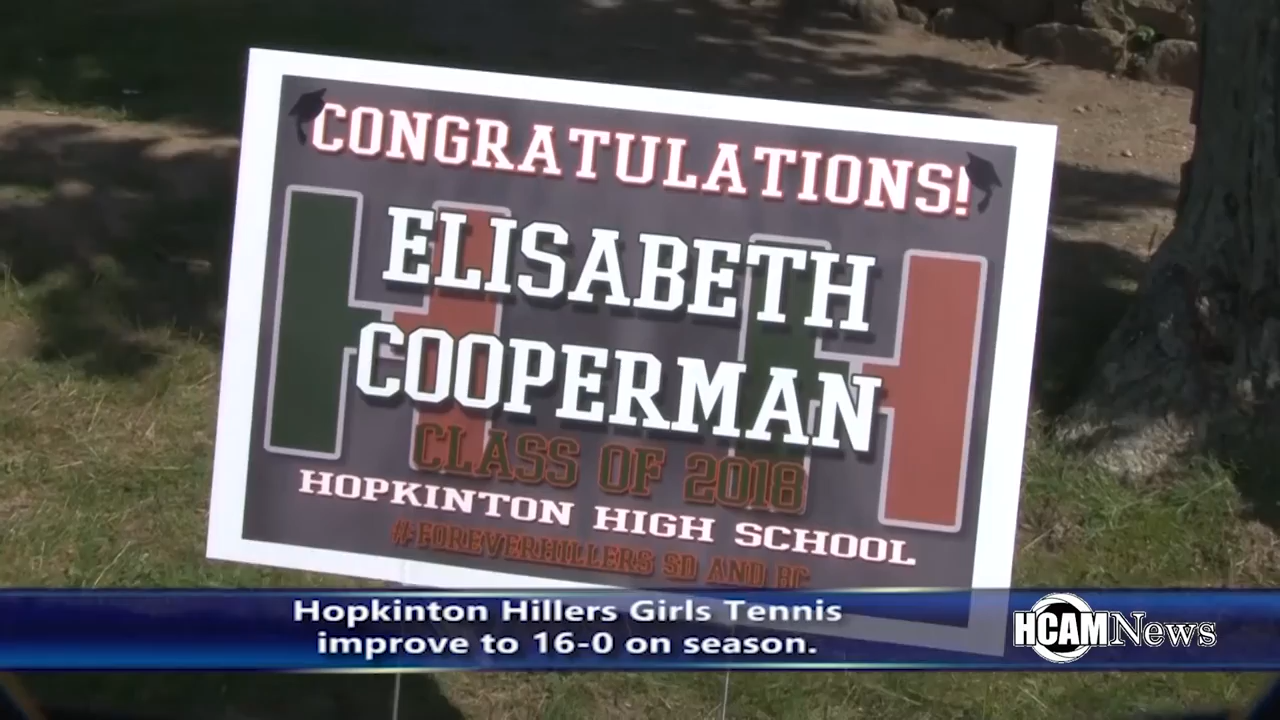 CONGRATULATIONS!
ELISABETH
COOPERMAN
CLASS OF 2018
HOPKINTON HIGH SCHOOL
#FOREVERHILLERS SD AND BC
Hopkinton Hillers Girls Tennis
improve to 16-0 on season.
HCAMNews